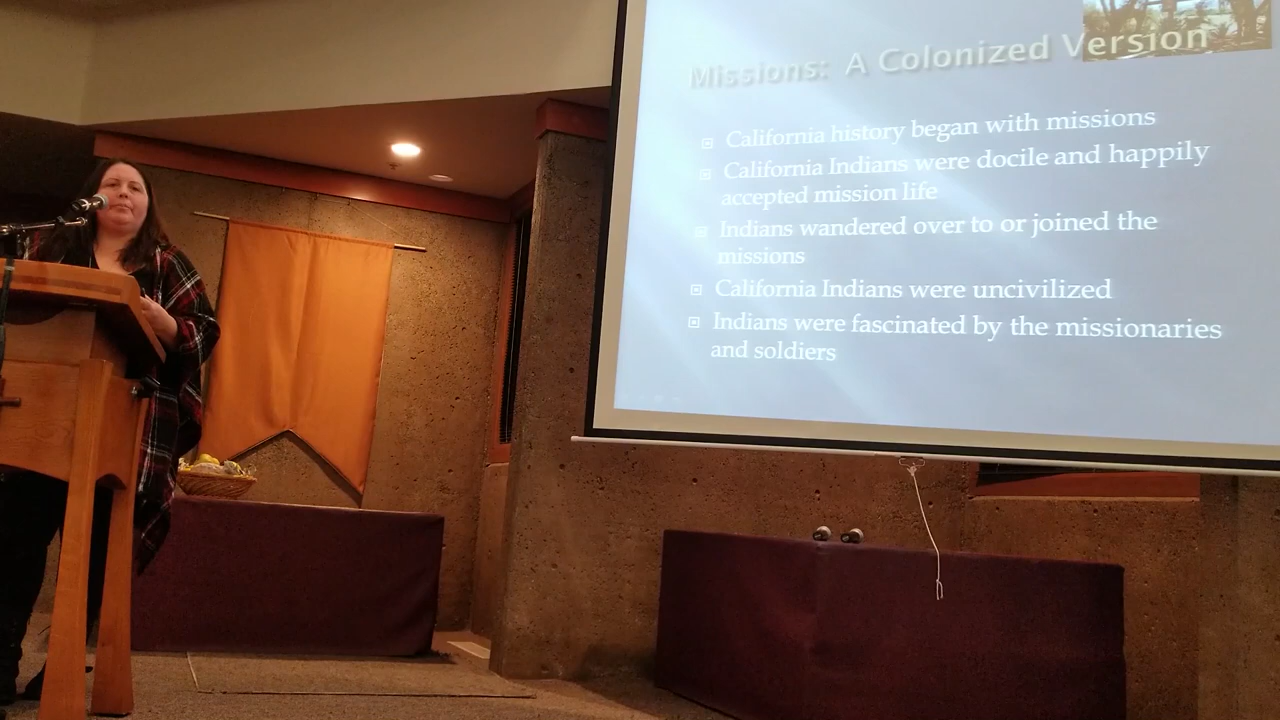 Missions: A Colonized Version
California history began with missions
California Indians were docile and happily
accepted mission life
Indians wandered over to or joined the
missions
California Indians were uncivilized
Indians were fascinated by the missionaries
and soldiers